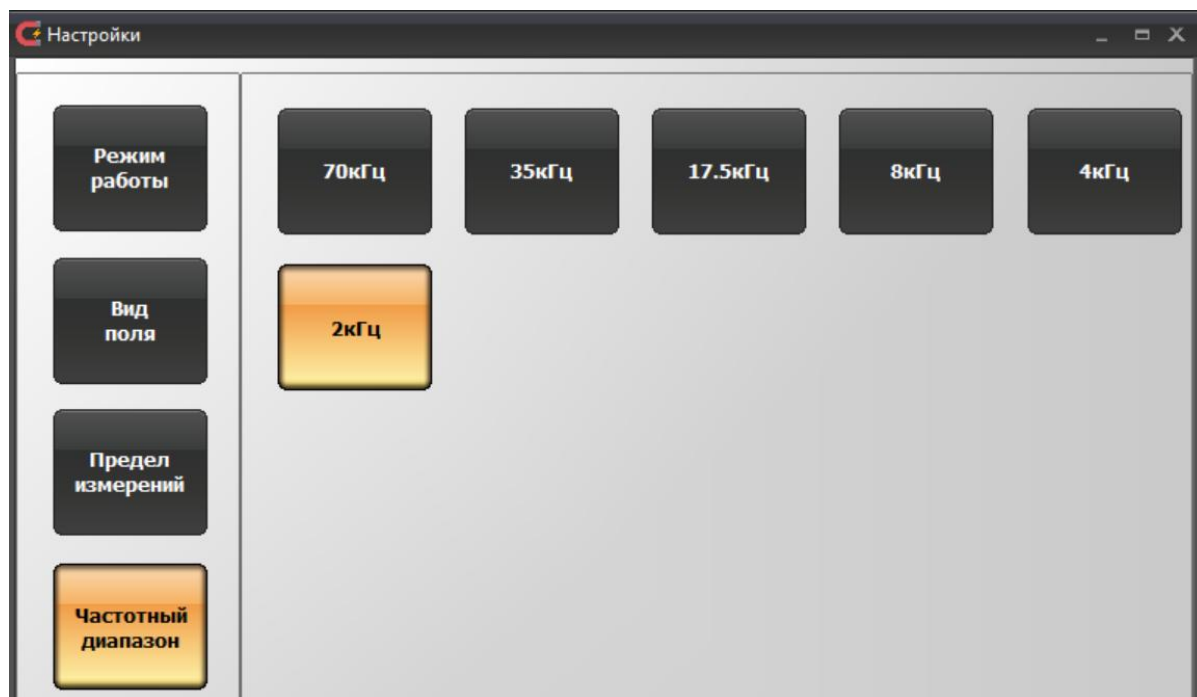 Настройки
Режим
работы
Вид
поля
Предел
измерений
Частотный
диапазон
70кГц
35кГц
17.5кГц
8кГц
4кГц
2кГц